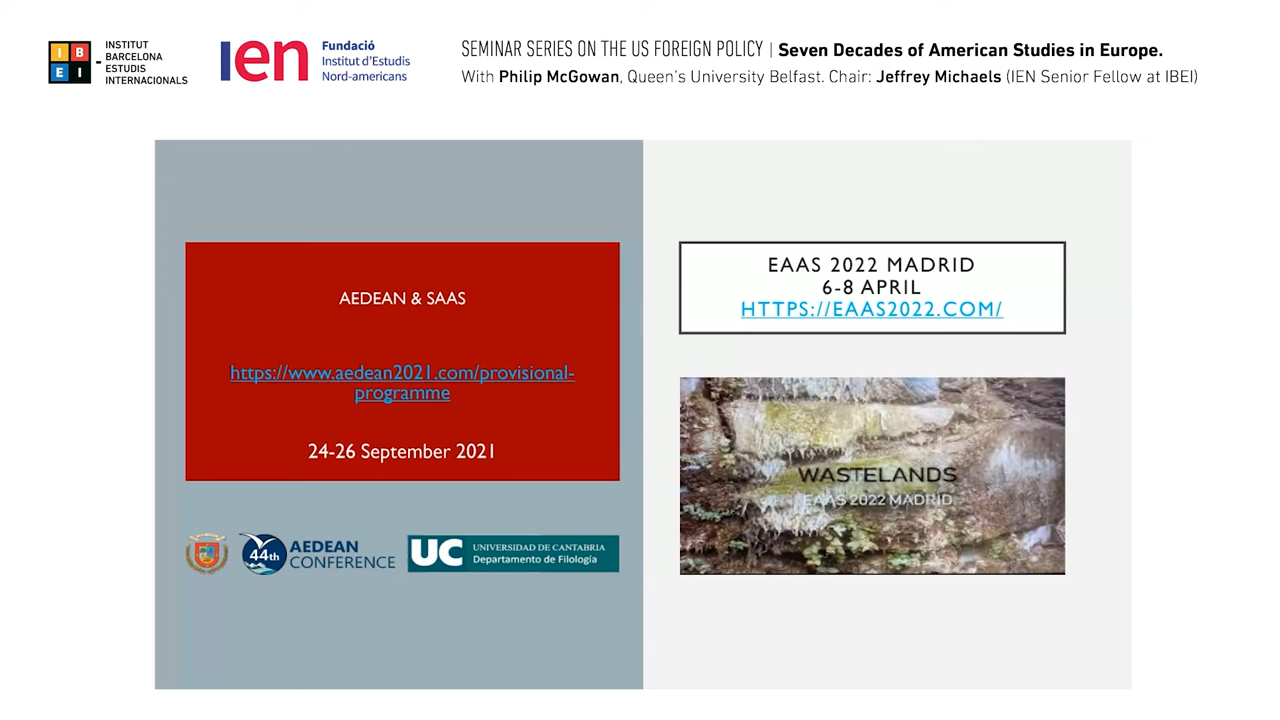 IB
EI
INSTITUT
BARCELONA
ESTUDIS
INTERNACIONALS
ien
Fundació
Institut d'Estudis
Nord-americans
SEMINAR SERIES ON THE US FOREIGN POLICY | Seven Decades of American Studies in Europe.
With Philip McGowan, Queen's University Belfast. Chair: Jeffrey Michaels (IEN Senior Fellow at IBEI)
AEDEAN & SAAS
https://www.aedean2021.com/provisional-
programme
24-26 September 2021
44th
AEDEAN
CONFERENCE
UC
UNIVERSIDAD DE CANTABRIA
Departamento de Filología
EAAS 2022 MADRID
6-8 APRIL
HTTPS://EAAS2022.COM/
WASTELANDS
EAAS 2022 MADRID